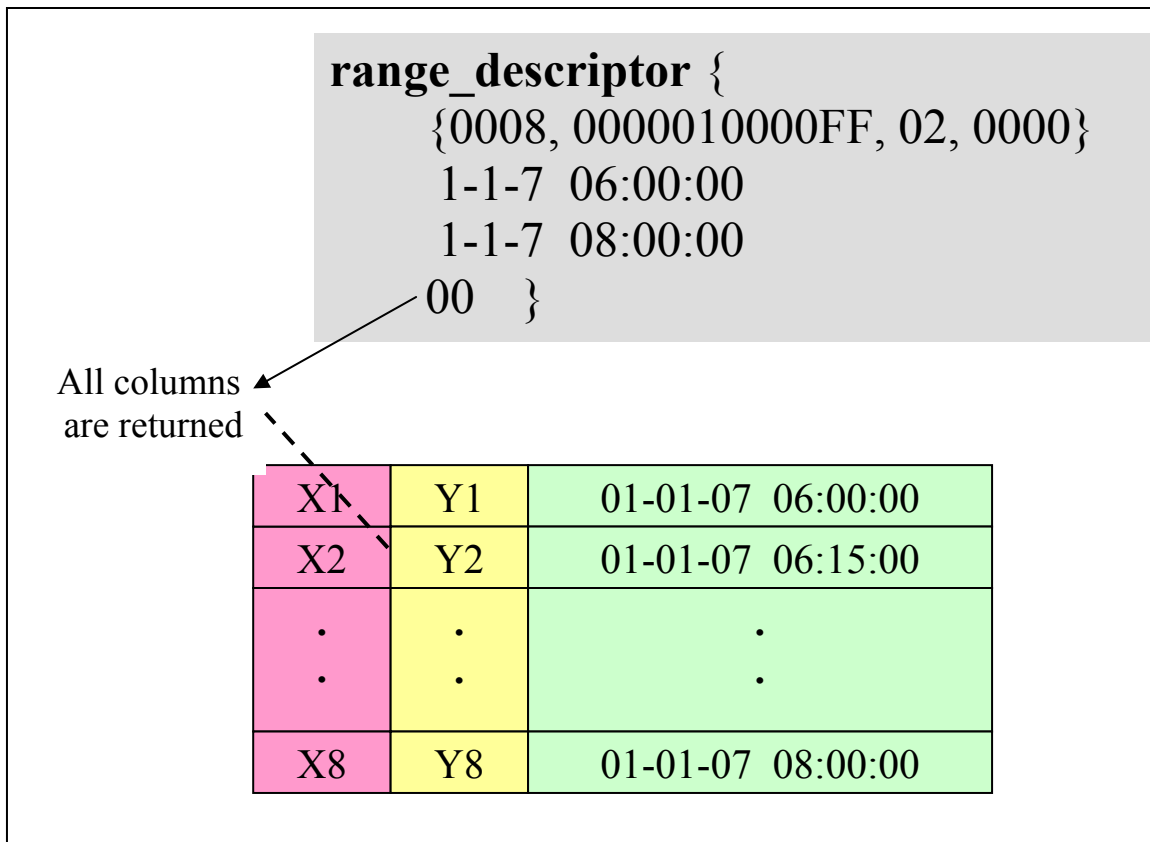 range_descriptor {
{0008, 0000010000FF, 02, 0000}
1-1-7 06:00:00
1-1-7 08:00:00
00 }
All columns
are returned
X1 Y1 01-01-07 06:00:00
X2 Y2 01-01-07 06:15:00
. . .
. . .
X8 Y8 01-01-07 08:00:00